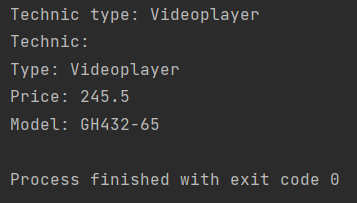 Technic type: Videoplayer
Technic:
Type: Videoplayer
Price: 245.5
Model: GH432-65
Process finished with exit code 0